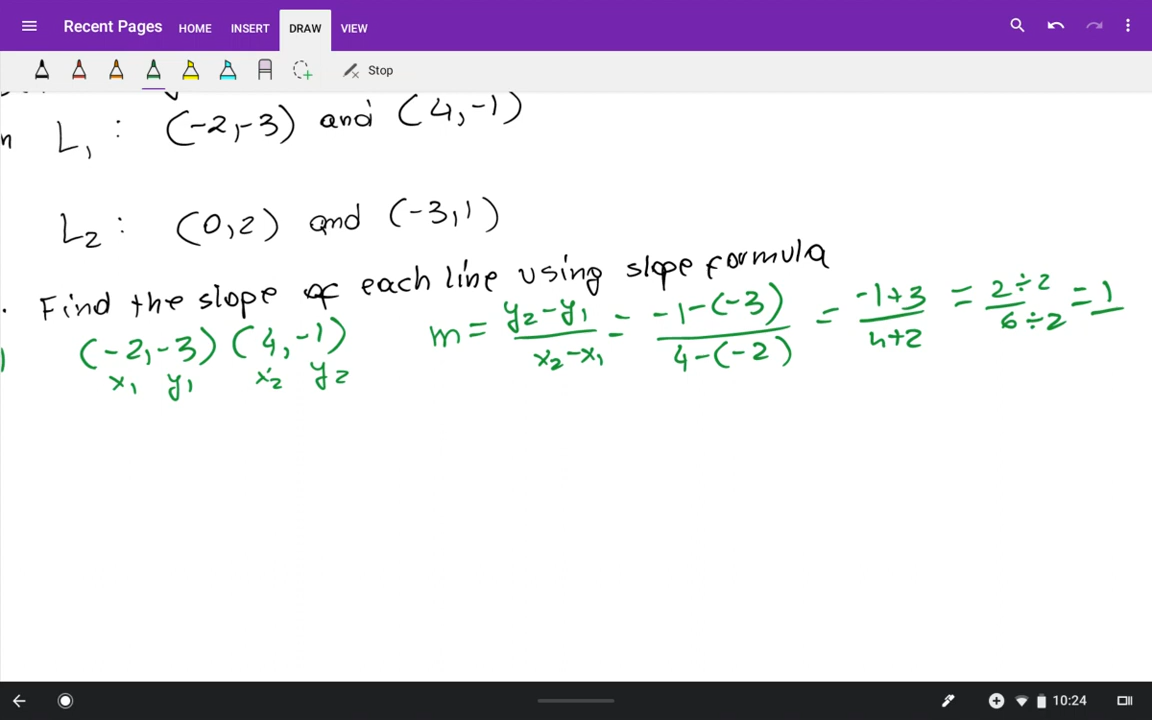 Recent Pages HOME INSERT DRAW VIEW
Stop
n L₁ : (-2,-3) and (4,-1)
L₂ : (0,2) and (-3,1)
. Find the slope of each line using slope formula
) (-2,-3) (4,-1) m = y₂-y₁/x₂-x₁ = -1-(-3)/4-(-2) = -1+3/4+2 = 2÷2/6÷2 = 1/
x₁ y₁ x₂ y₂
10:24